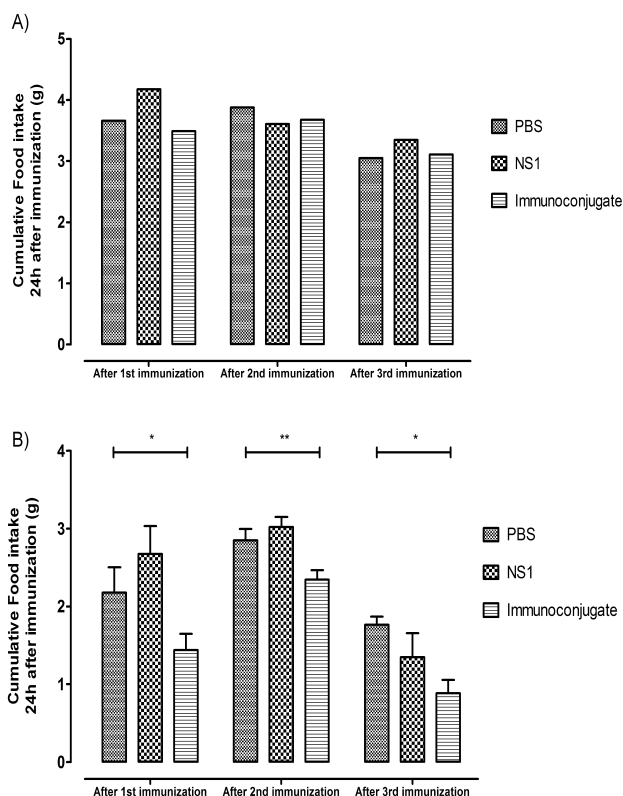 A)
Cumulative Food intake
24h after immunization (g)
5
4
3
2
1
0
PBS
NS1
Immunoconjugate
After 1st immunization
After 2nd immunization
After 3rd immunization
B)
Cumulative Food intake
24h after immunization (g)
4
3
2
1
0
*
**
*
PBS
NS1
Immunoconjugate
After 1st immunization
After 2nd immunization
After 3rd immunization